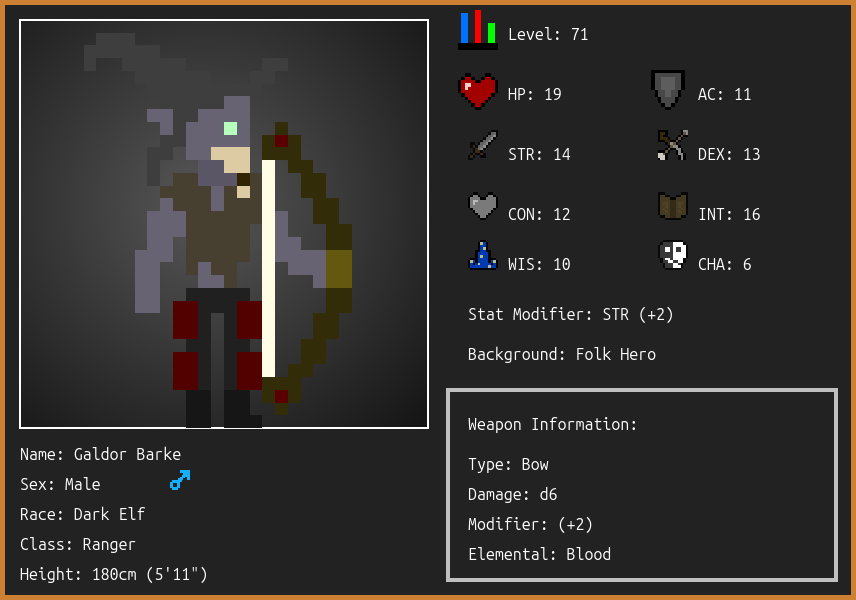 Level: 71
HP: 19
AC: 11
STR: 14
DEX: 13
CON: 12
INT: 16
WIS: 10
CHA: 6
Stat Modifier: STR (+2)
Background: Folk Hero
Weapon Information:
Type: Bow
Damage: d6
Modifier: (+2)
Elemental: Blood
Name: Galdor Barke
Sex: Male
Race: Dark Elf
Class: Ranger
Height: 180cm (5'11")